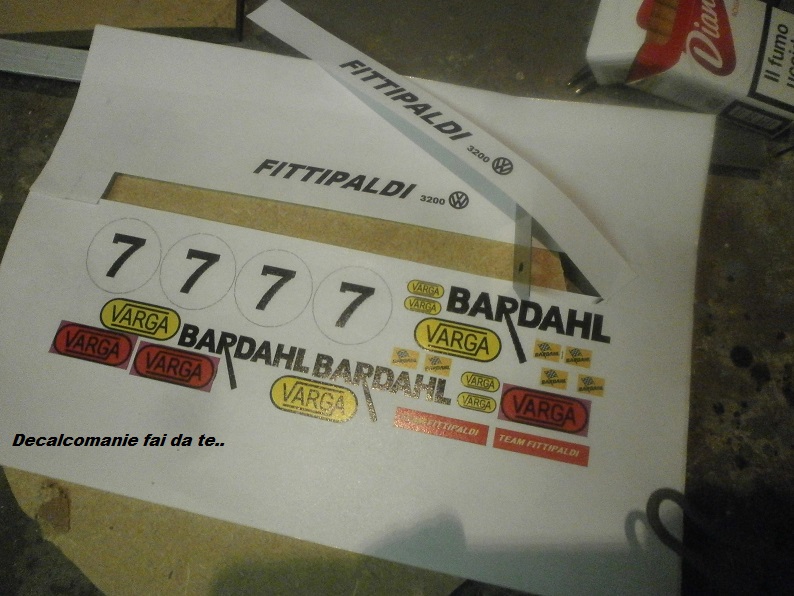 Diana
Il fumo
FITTIPALDI 3200
FITTIPALDI 3200
7 7 7 7
VARGA
VARGA
BARDAHL
VARGA
VARGA
BARDAHL
BARDAHL
VARGA
VARGA
VARGA
VARGA
VARGA
VARGA
FITTIPALDI
TEAM FITTIPALDI
Decalcomanie fai da te..